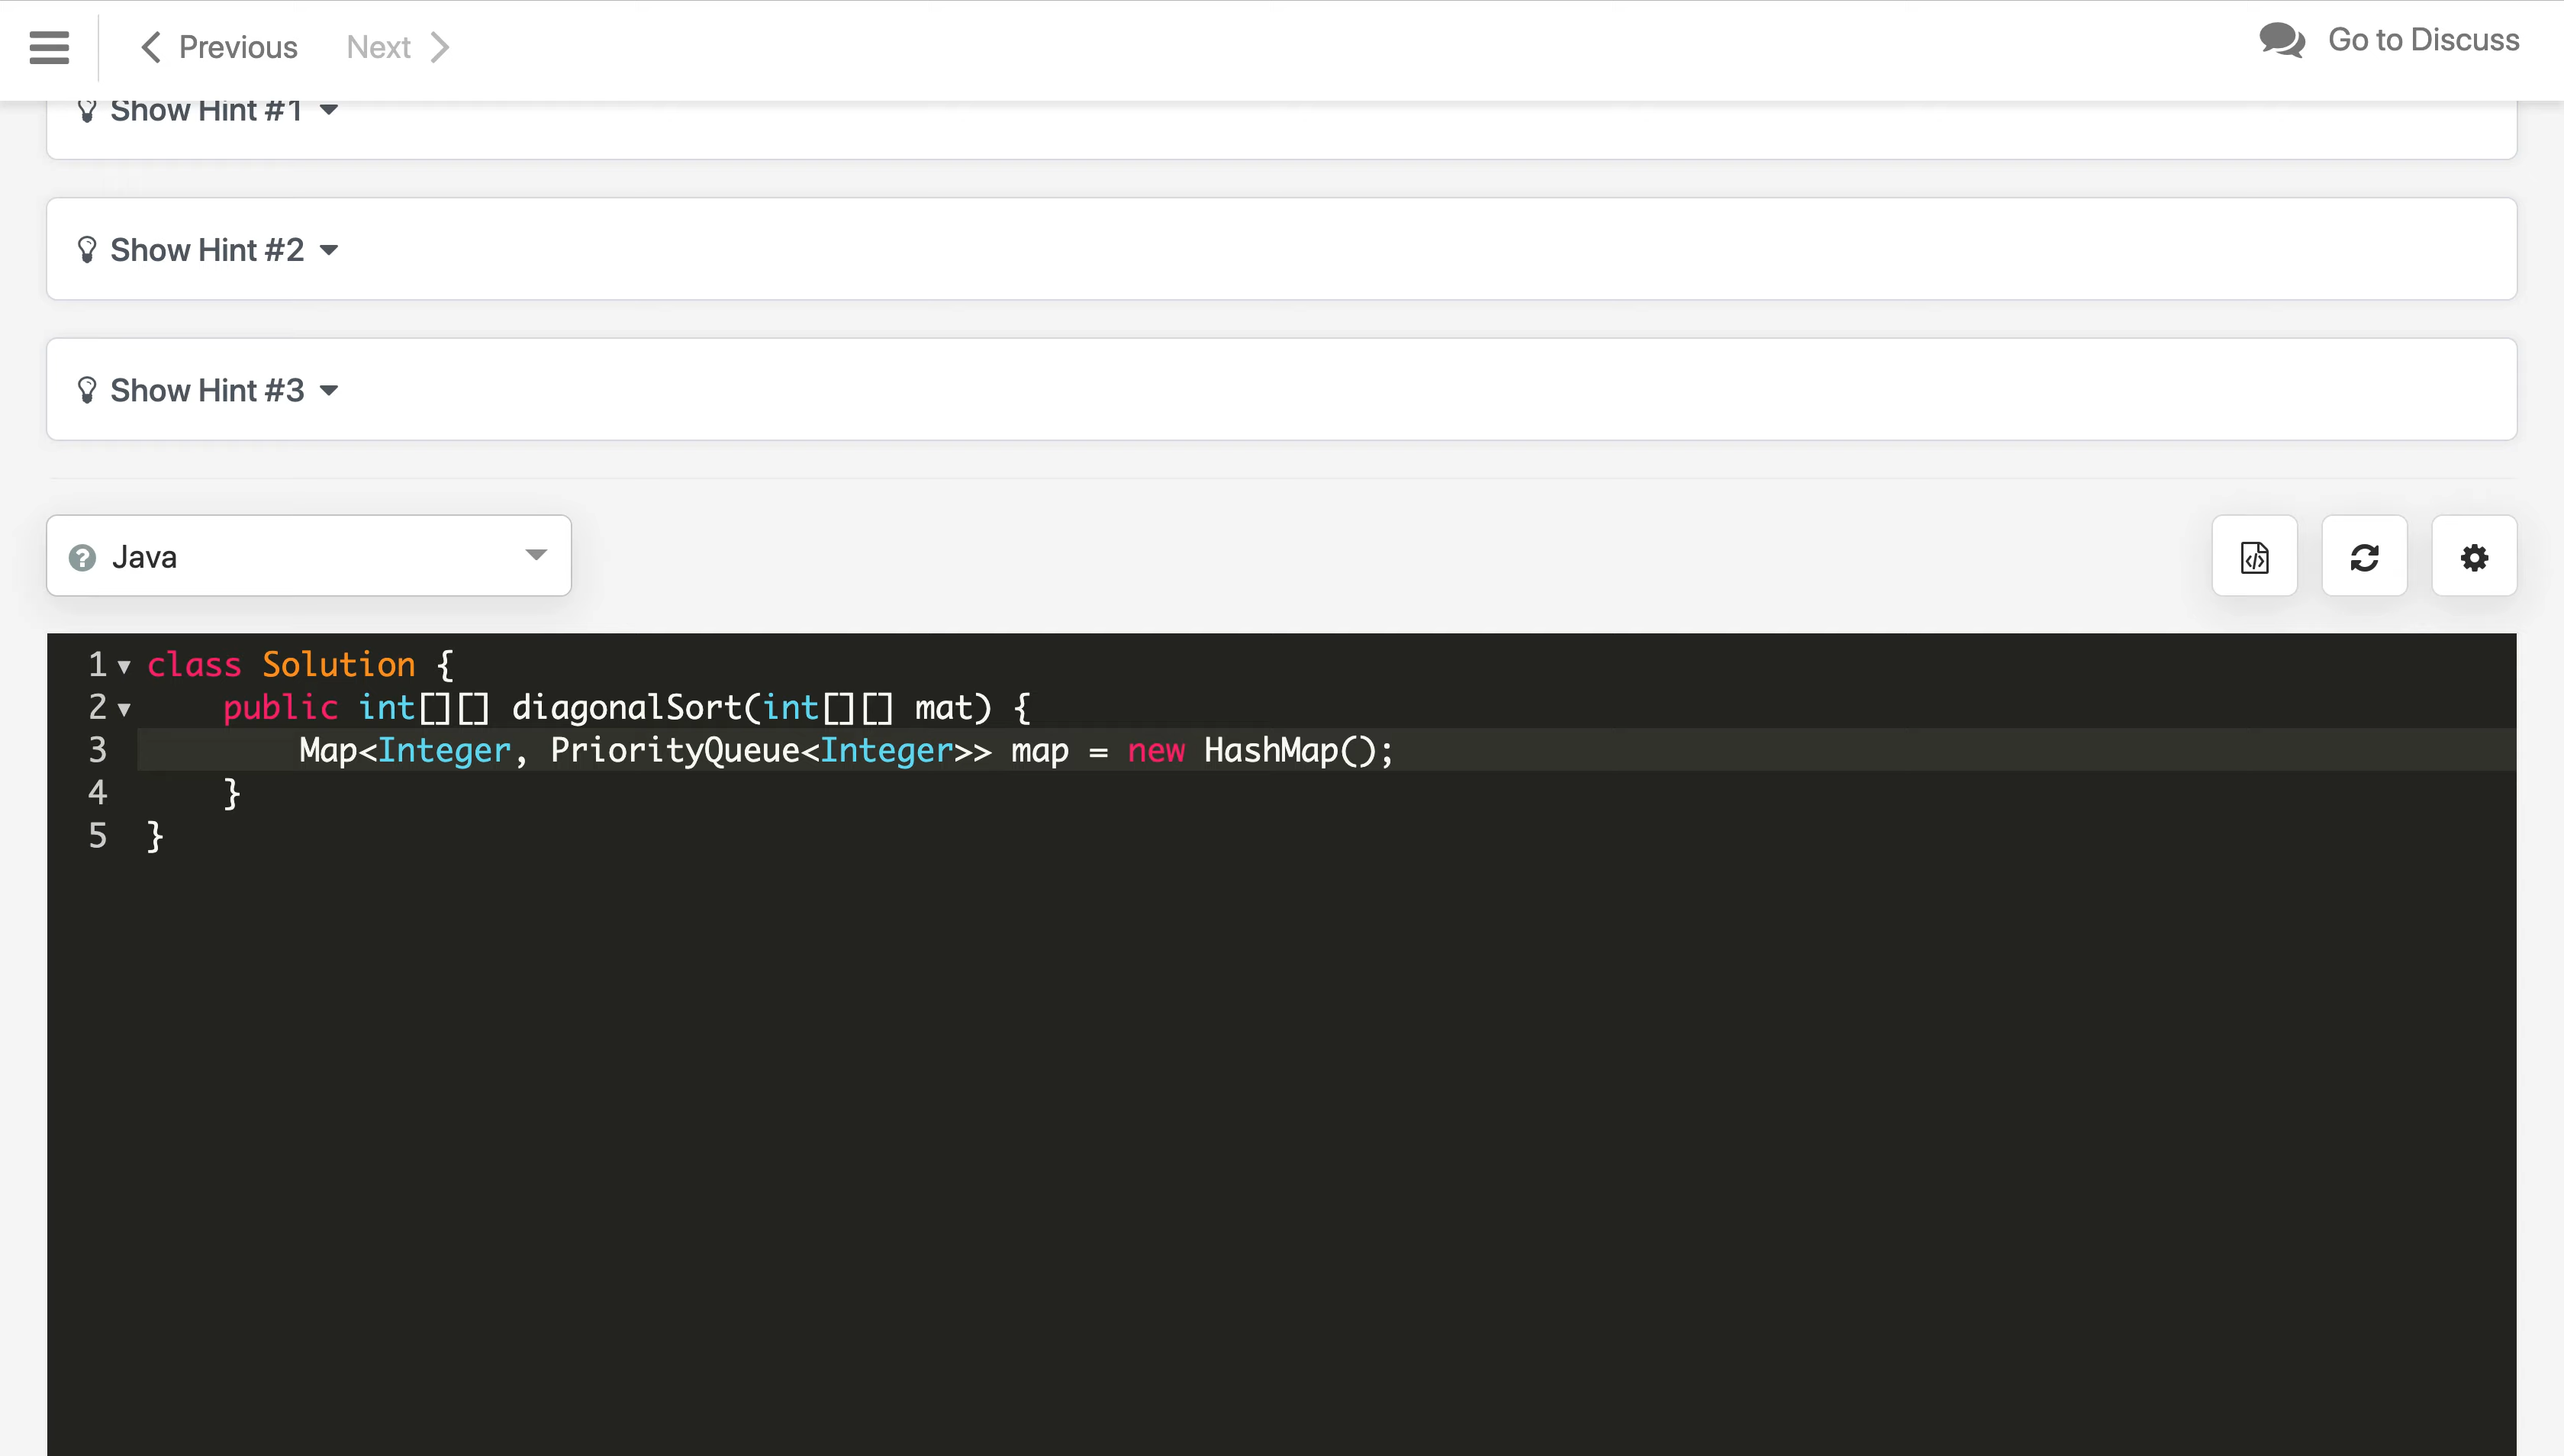 Previous Next Go to Discuss
Show Hint #1
Show Hint #2
Show Hint #3
Java
1 class Solution {
2 public int[][] diagonalSort(int[][] mat) {
3 Map<Integer, PriorityQueue<Integer>> map = new HashMap();
4 }
5 }